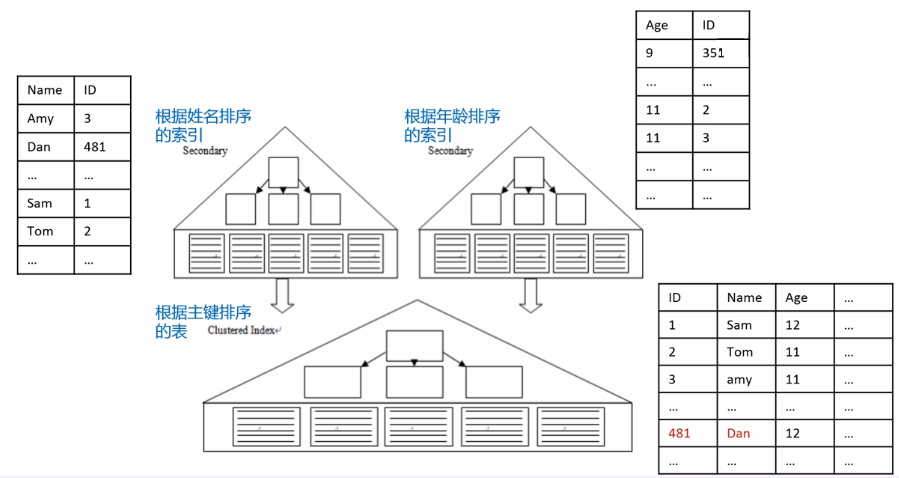 Age ID
9 351
... ...
11 2
11 3
... ...
... ...
Name ID
Amy 3
Dan 481
... ...
Sam 1
Tom 2
... ...
根据姓名排序
的索引
Secondary
根据年龄排序
的索引
Secondary
根据主键排序
的表
Clustered Index
ID Name Age ...
1 Sam 12 ...
2 Tom 11 ...
3 amy 11 ...
... ... ... ...
481 Dan 12 ...
... ... ... ...